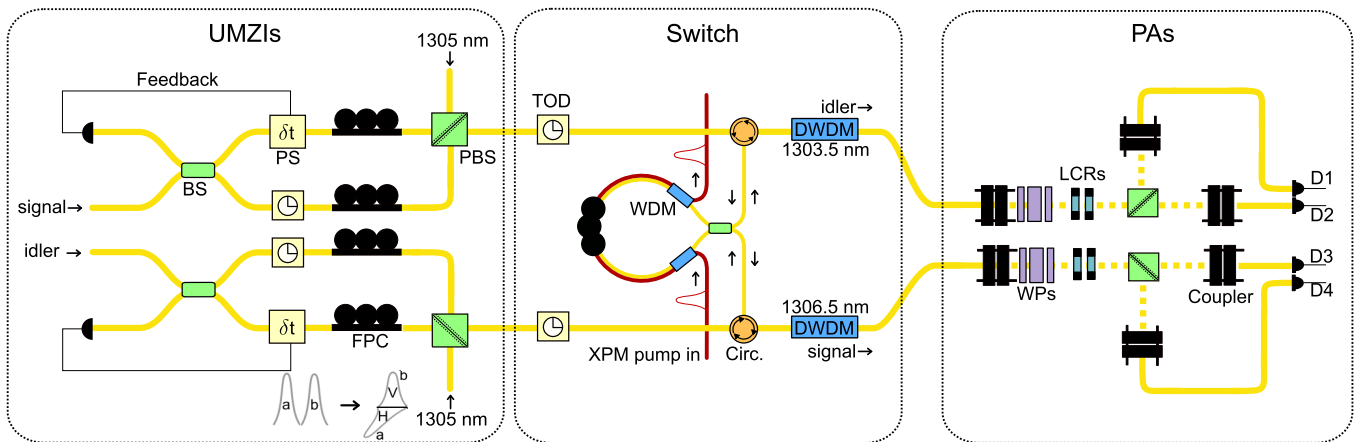 UMZIs
1305 nm
↓
Feedback
δt
PS
PBS
BS
signal→
idler →
δt
FPC
a b → b
V
H
a
↑
1305 nm
Switch
TOD
idler→
DWDM
1303.5 nm
WDM
↑
↓ ↑
↑ ↓
↑
1306.5 nm
DWDM
signal→
XPM pump in
Circ.
PAs
LCRs
D1
D2
WPs
D3
D4
Coupler